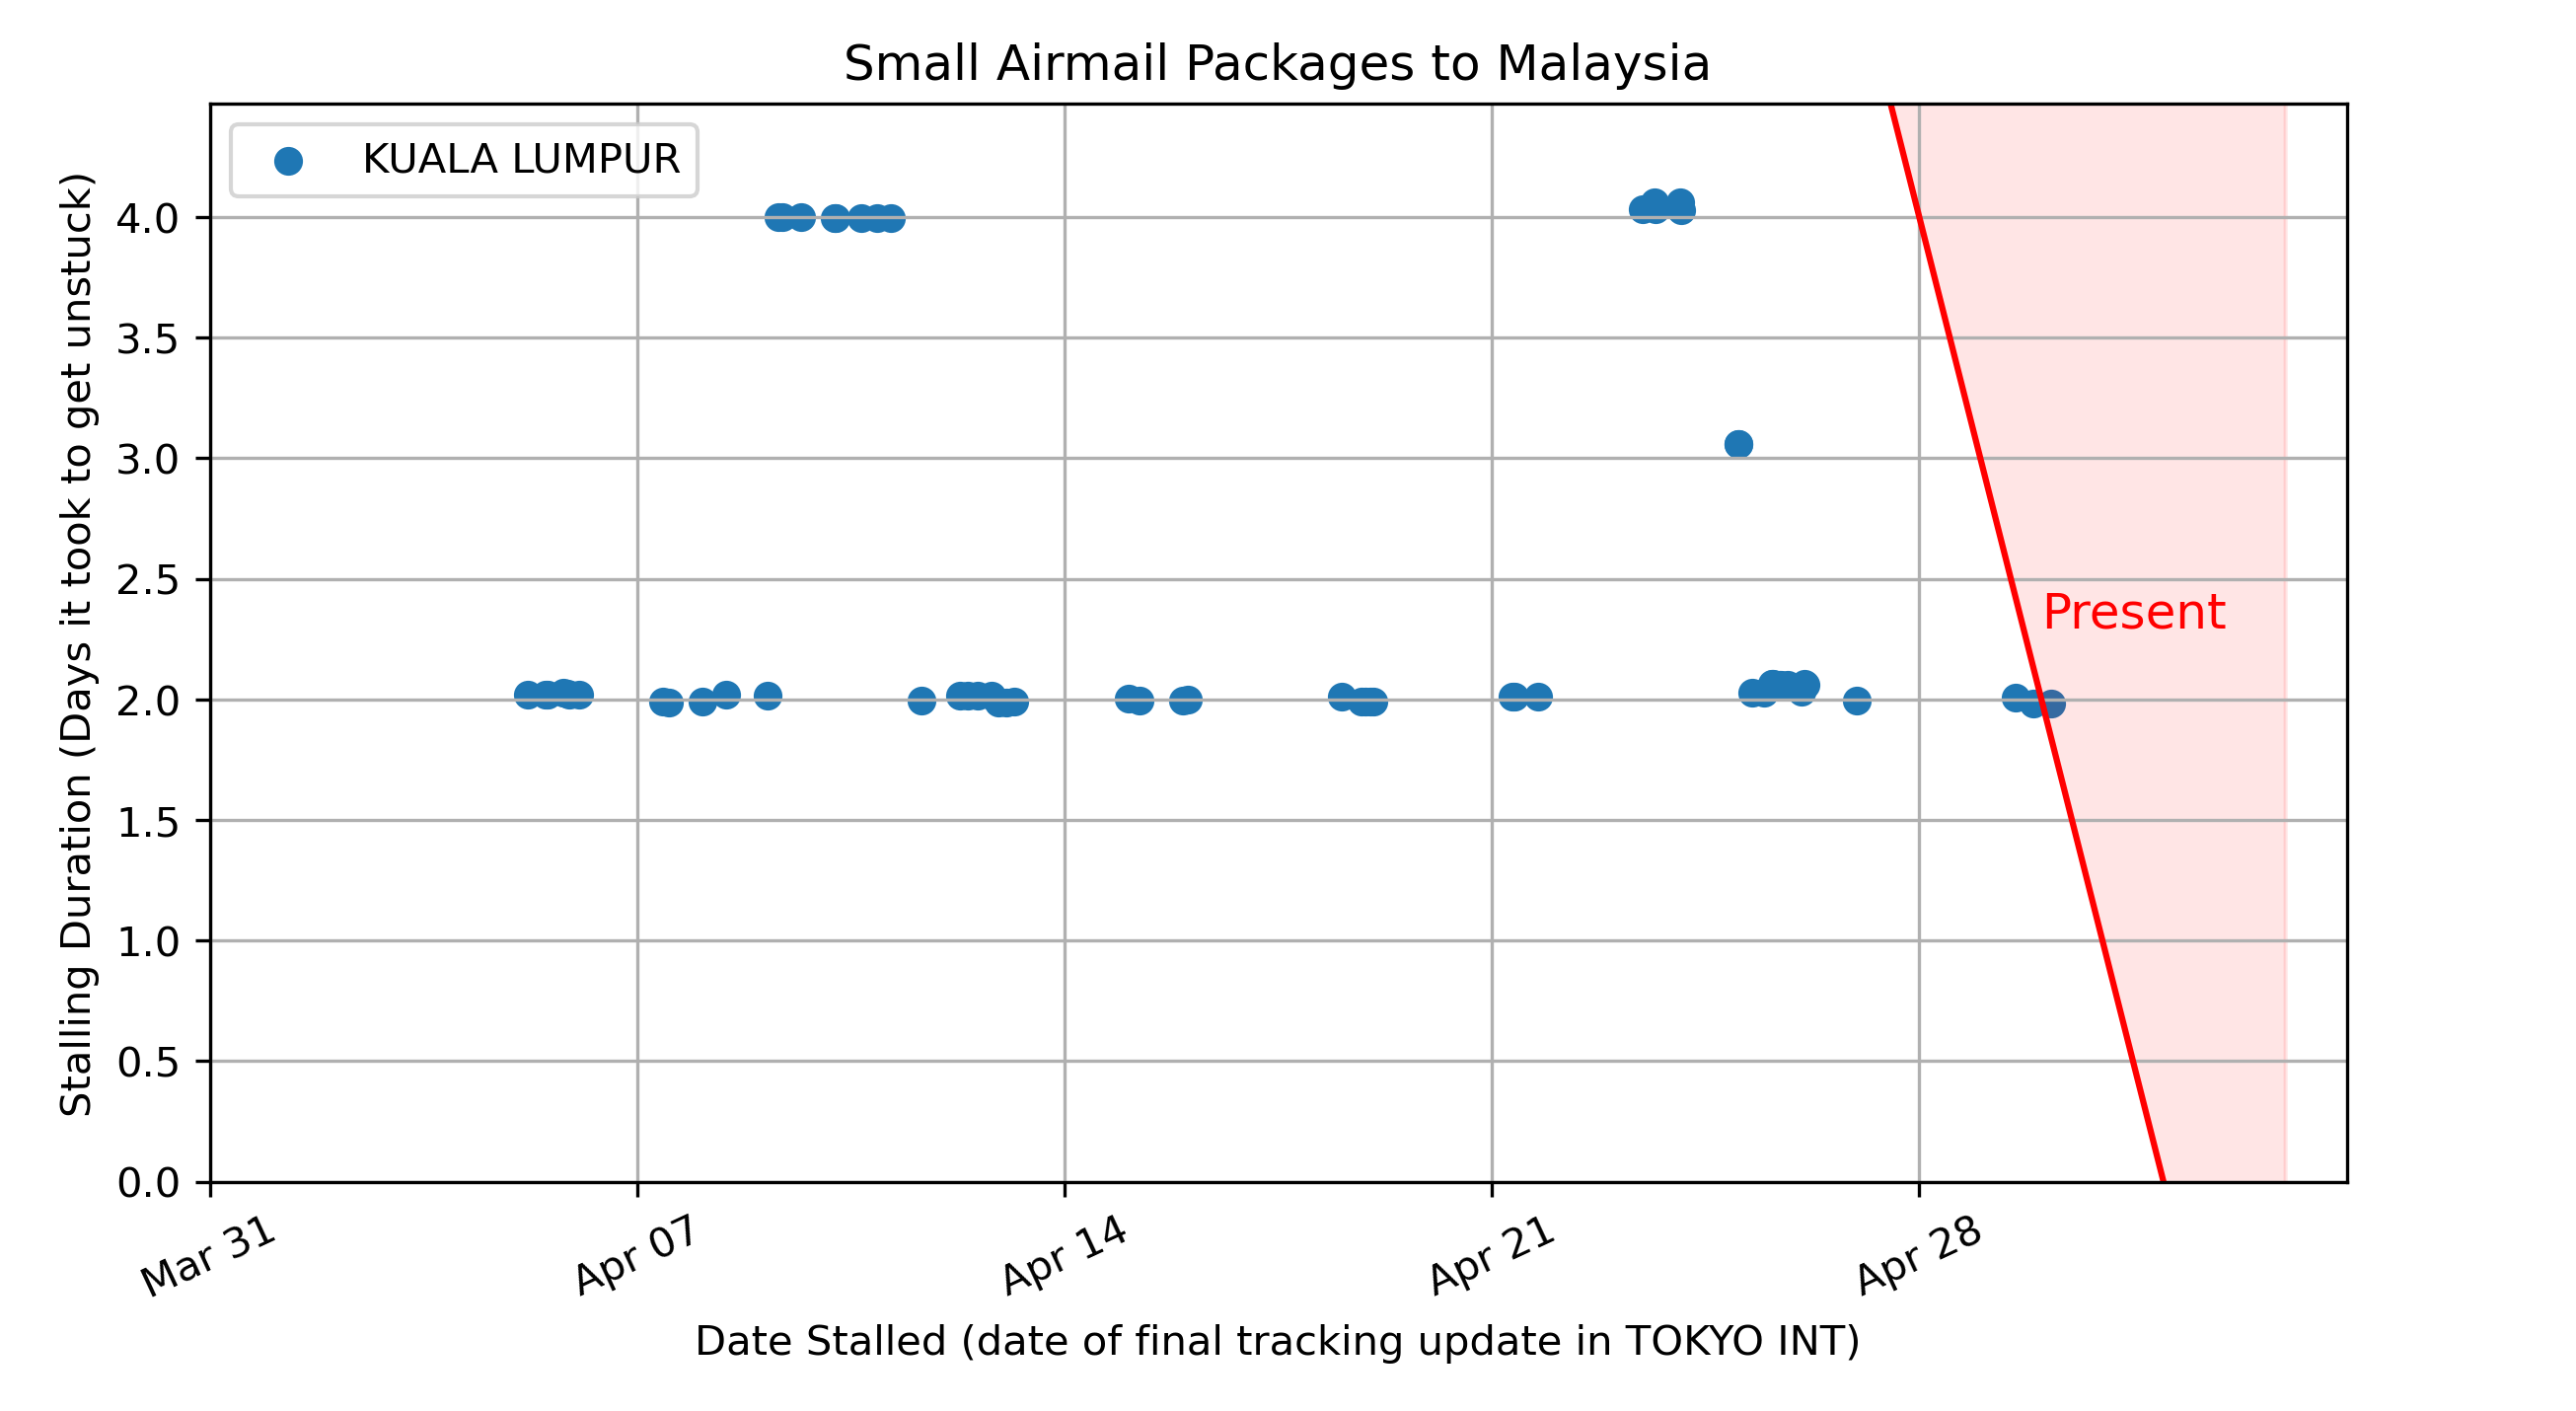 Small Airmail Packages to Malaysia
KUALA LUMPUR
Stalling Duration (Days it took to get unstuck)
4.0
3.5
3.0
2.5
2.0
1.5
1.0
0.5
0.0
Present
Mar 31
Apr 07
Apr 14
Apr 21
Apr 28
Date Stalled (date of final tracking update in TOKYO INT)